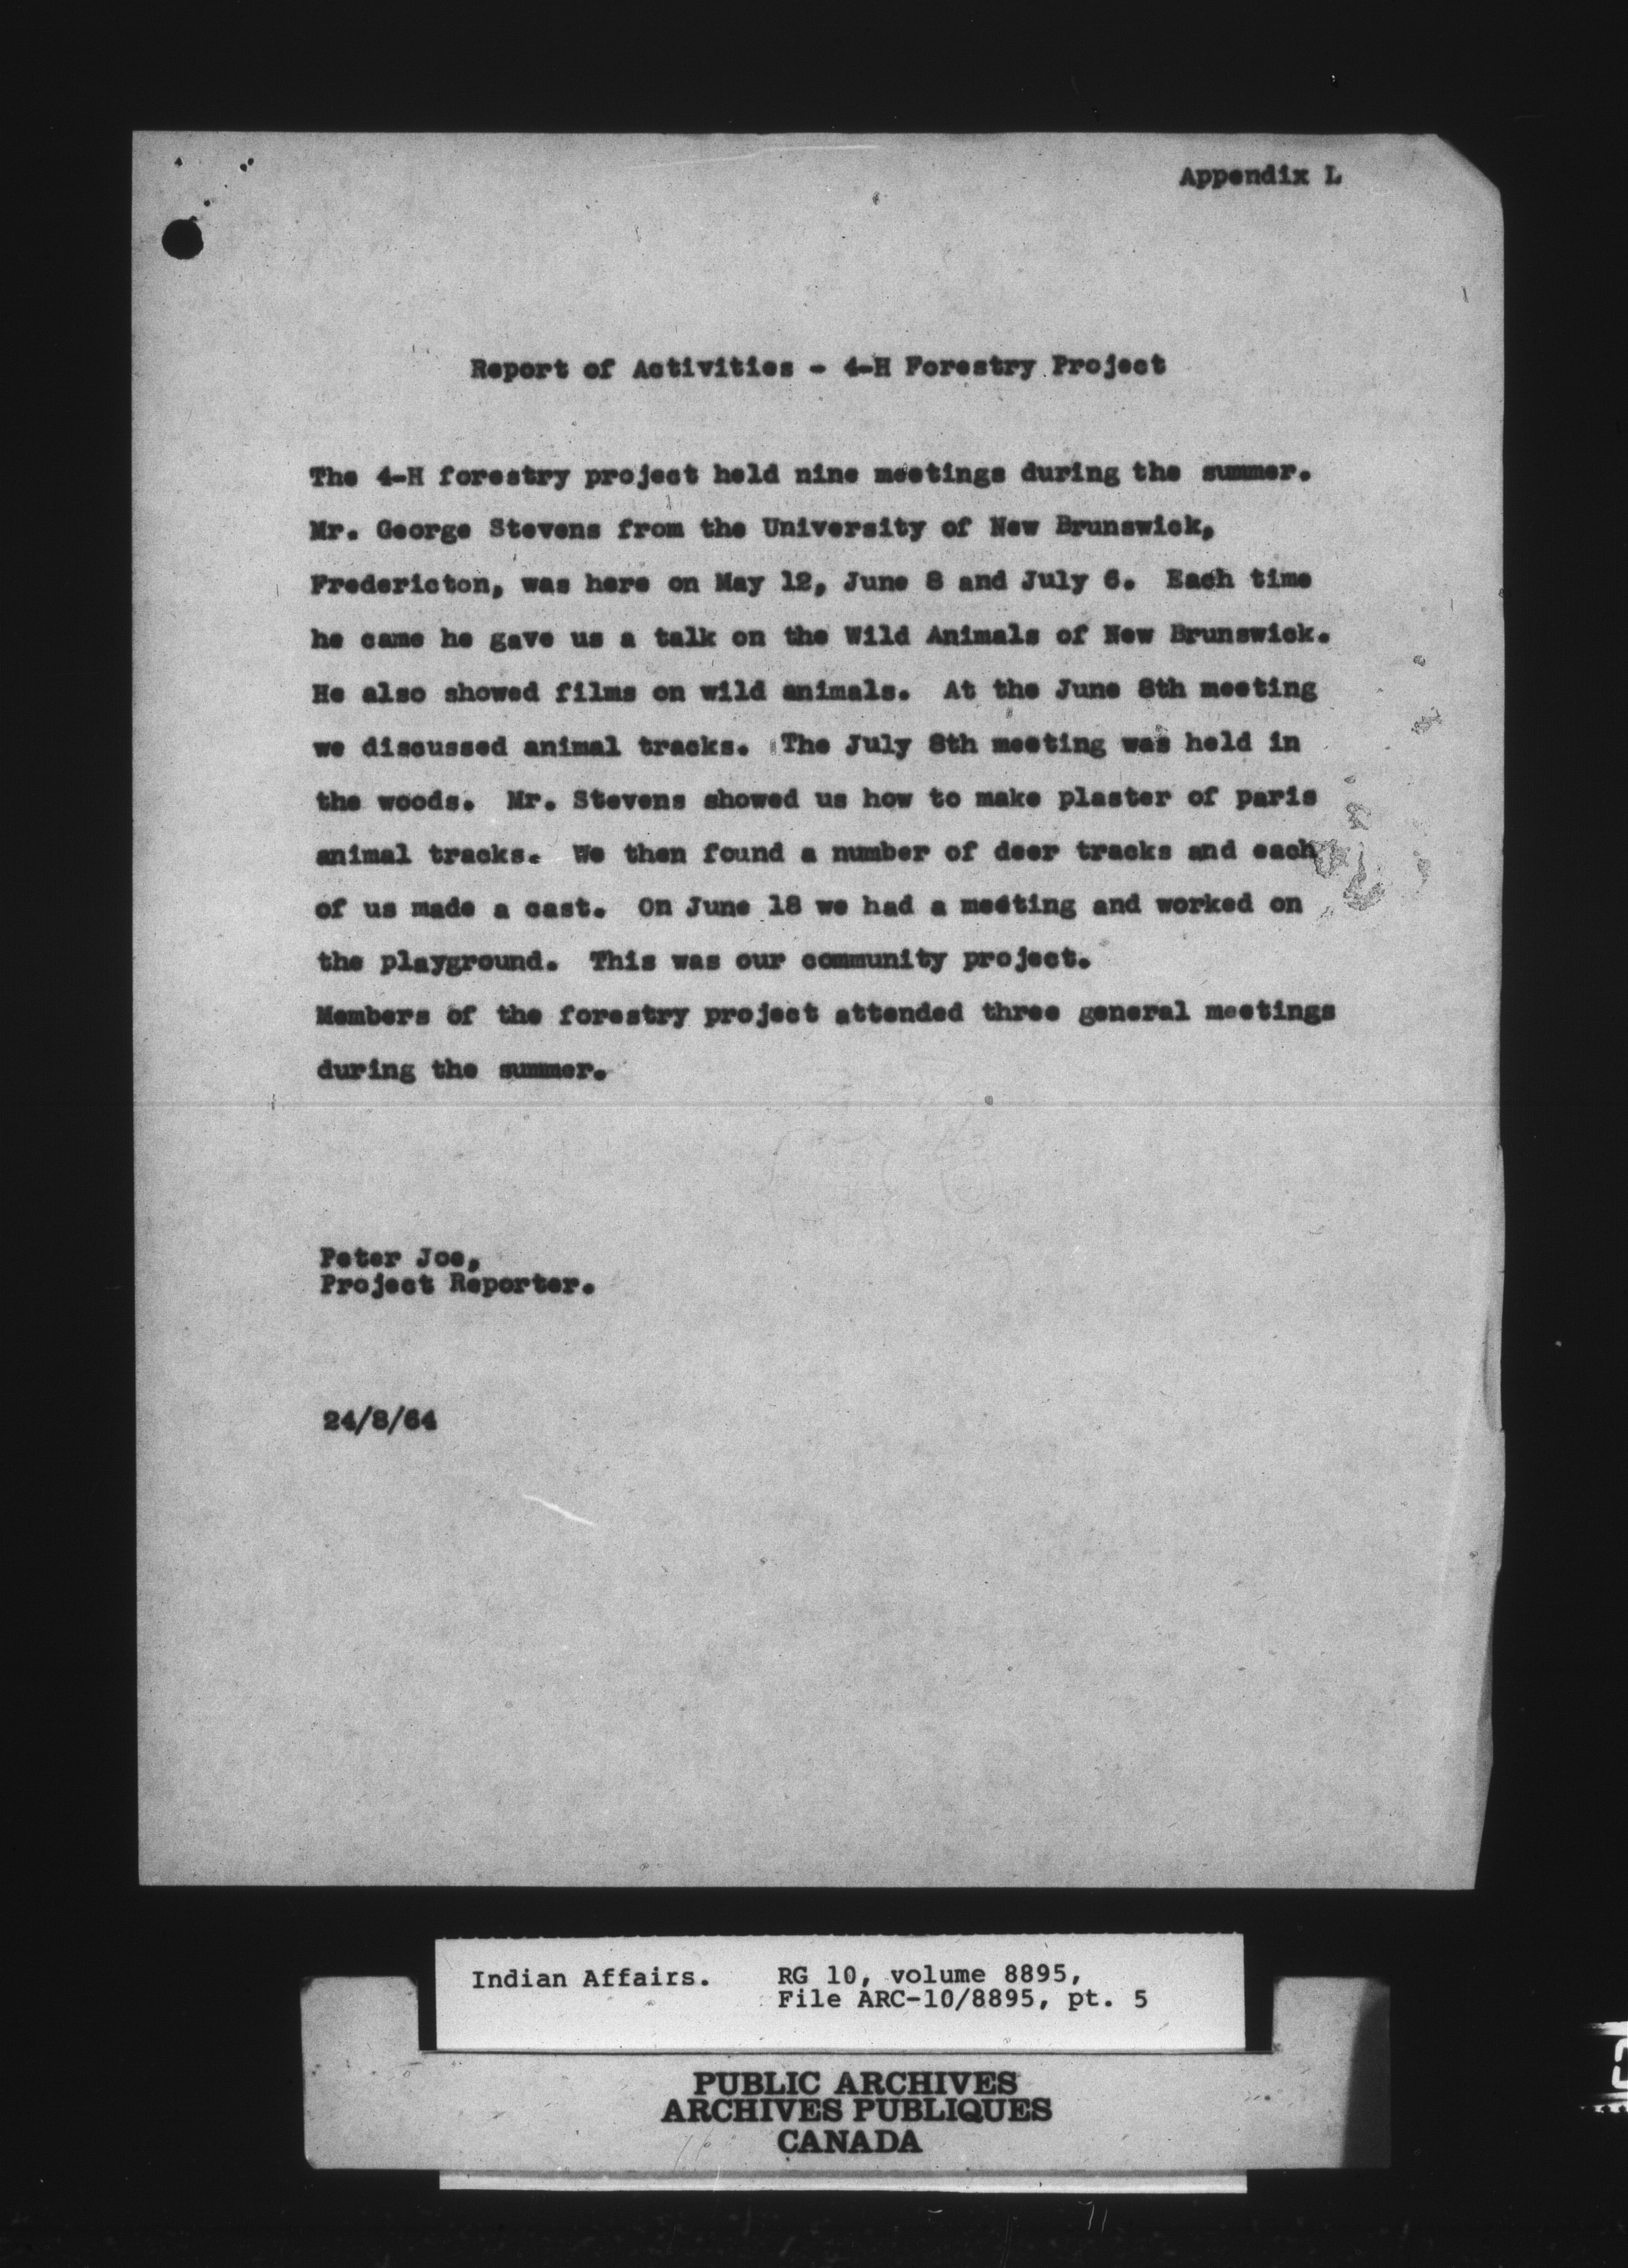 Appendix L
Report of Activities - 4-H Forestry Project
The 4-H forestry project held nine meetings during the summer.
Mr. George Stevens from the University of New Brunswick,
Fredericton, was here on May 12, June 8 and July 6. Each time
he came he gave us a talk on the Wild Animals of New Brunswick.
He also showed films on wild animals. At the June 8th meeting
we discussed animal tracks. The July 8th meeting was held in
the woods. Mr. Stevens showed us how to make plaster of paris
animal tracks. We then found a number of deer tracks and each
of us made a cast. On June 18 we had a meeting and worked on
the playground. This was our community project.
Members of the forestry project attended three general meetings
during the summer.
Peter Joe,
Project Reporter.
24/8/64
Indian Affairs. RG 10, volume 8895,
File ARC-10/8895, pt. 5
PUBLIC ARCHIVES
ARCHIVES PUBLIQUES
CANADA
71